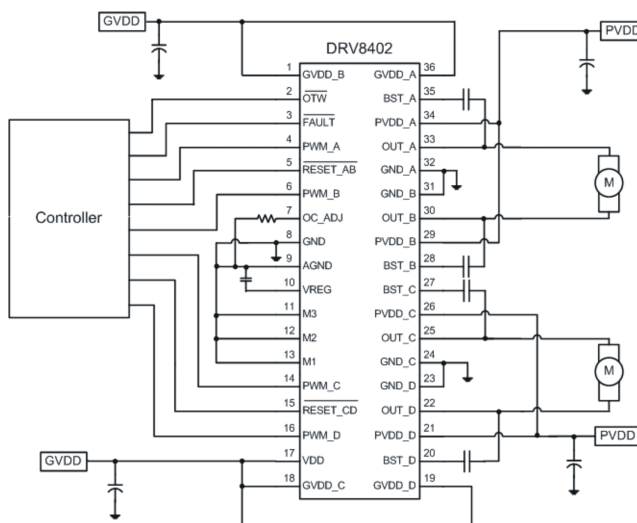 GVDD
PVDD
DRV8402
1 GVDD_B GVDD_A 36
2 OTW BST_A 35
3 FAULT PVDD_A 34
4 PWM_A OUT_A 33
5 RESET_AB GND_A 32
6 PWM_B GND_B 31
7 OC_ADJ OUT_B 30
8 GND PVDD_B 29
9 AGND BST_B 28
10 VREG BST_C 27
11 M3 PVDD_C 26
12 M2 OUT_C 25
13 M1 GND_C 24
14 PWM_C GND_D 23
15 RESET_CD OUT_D 22
16 PWM_D PVDD_D 21
17 VDD BST_D 20
18 GVDD_C GVDD_D 19
Controller
M
M
GVDD
PVDD